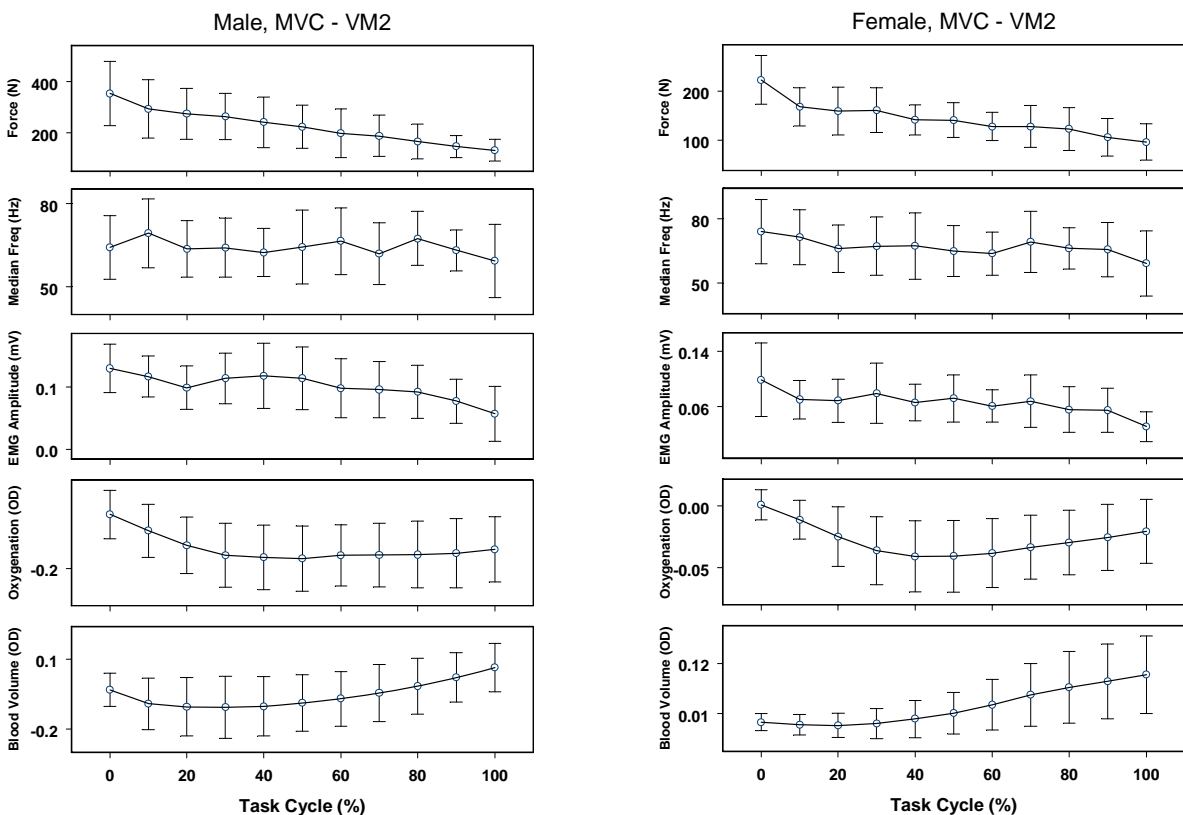 Male, MVC - VM2
Force (N)
400
200
Median Freq (Hz)
80
50
EMG Amplitude (mV)
0.1
0.0
Oxygenation (OD)
-0.2
Blood Volume (OD)
0.1
-0.2
0 20 40 60 80 100
Task Cycle (%)
Female, MVC - VM2
Force (N)
200
100
Median Freq (Hz)
80
50
EMG Amplitude (mV)
0.14
0.06
Oxygenation (OD)
0.00
-0.05
Blood Volume (OD)
0.12
0.01
0 20 40 60 80 100
Task Cycle (%)